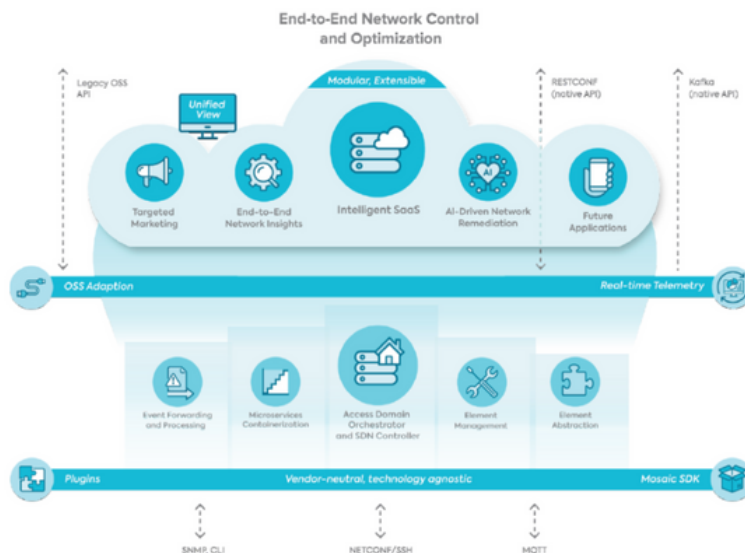 End-to-End Network Control
and Optimization
Legacy OSS
API
Unified
View
Modular, Extensible
RESTCONF
(native API)
Kafka
(native API)
Targeted
Marketing
End-to-End
Network Insights
Intelligent SaaS
AI
AI-Driven Network
Remediation
Future
Applications
OSS Adaption
Real-time Telemetry
Event Forwarding
and Processing
Microservices
Containerization
Access Domain
Orchestrator
and SDN Controller
Element
Management
Element
Abstraction
Plugins
Vendor-neutral, technology agnostic
Mosaic SDK
SNMP, CLI
NETCONF/SSH
MQTT